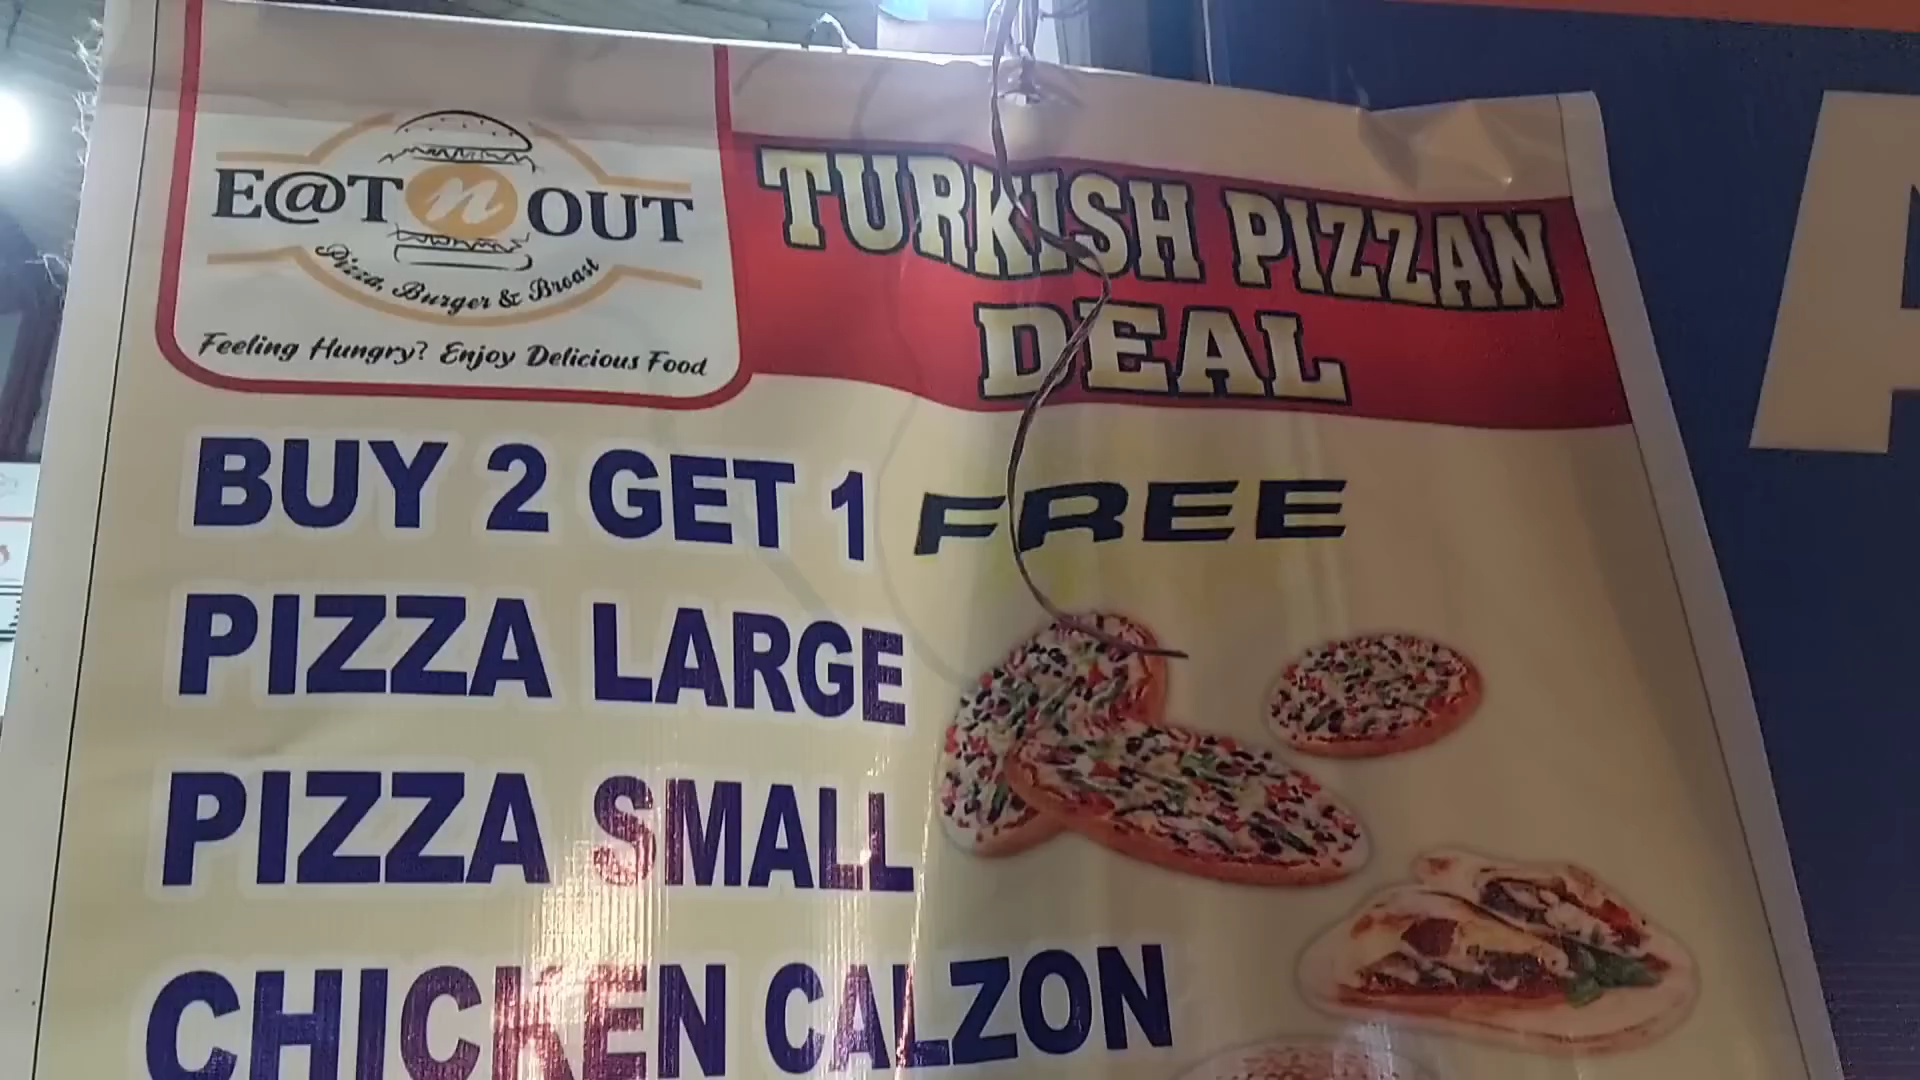 E@T n OUT
Pizza, Burger & Broast
Feeling Hungry? Enjoy Delicious Food
TURKISH PIZZAN
DEAL
BUY 2 GET 1 FREE
PIZZA LARGE
PIZZA SMALL
CHICKEN CALZON
A